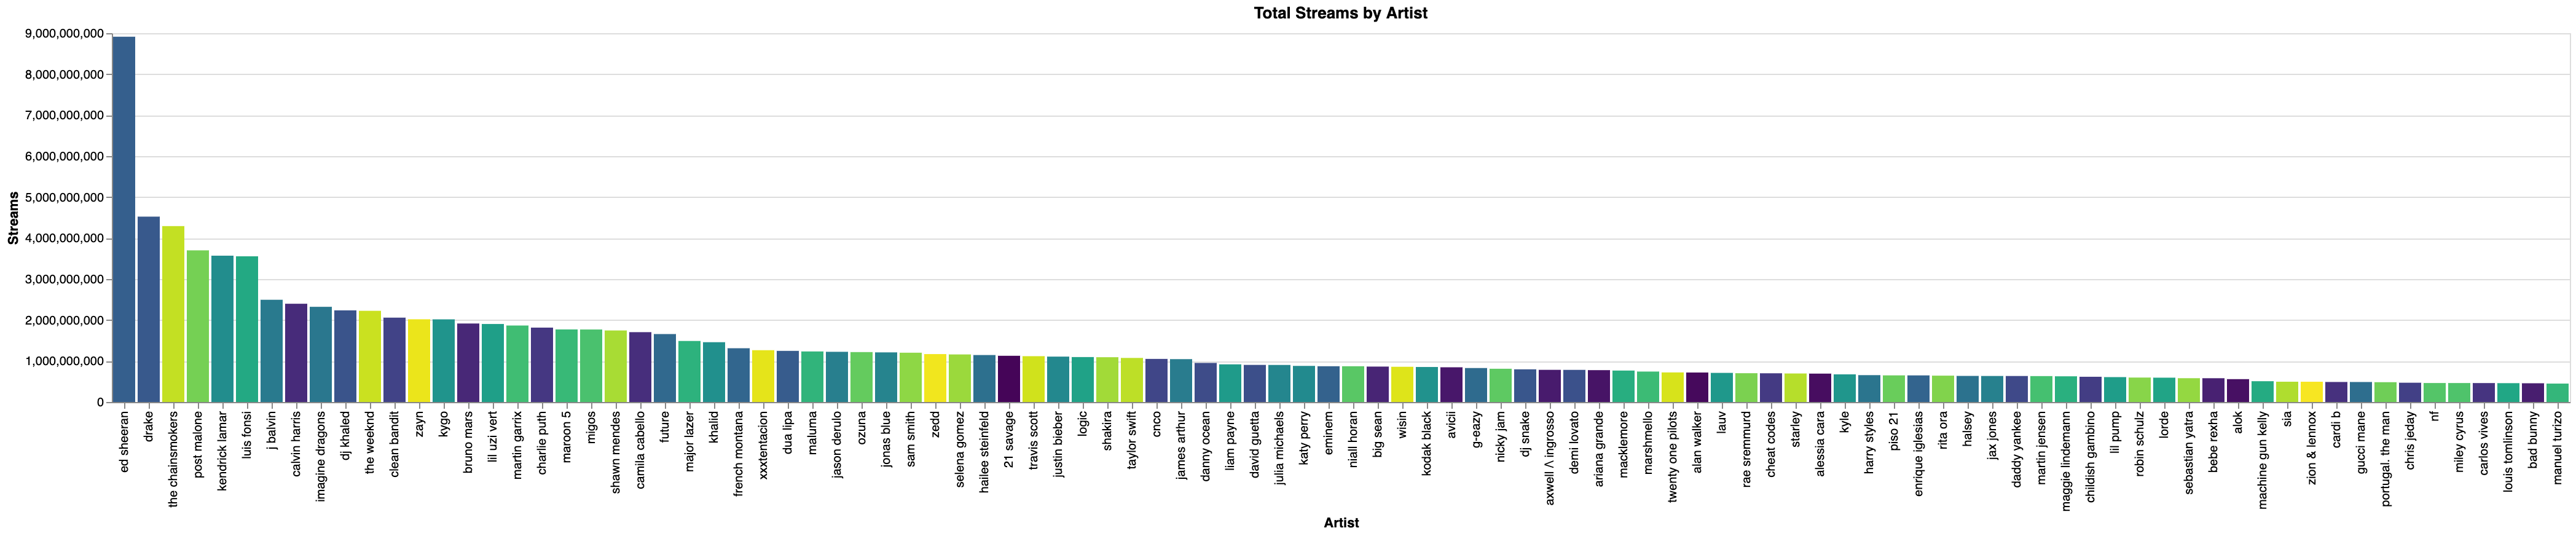 Total Streams by Artist
Streams
9,000,000,000
8,000,000,000
7,000,000,000
6,000,000,000
5,000,000,000
4,000,000,000
3,000,000,000
2,000,000,000
1,000,000,000
0
ed sheeran
drake
the chainsmokers
post malone
kendrick lamar
luis fonsi
j balvin
calvin harris
imagine dragons
dj khaled
the weeknd
clean bandit
zayn
kygo
bruno mars
lil uzi vert
martin garrix
charlie puth
maroon 5
migos
shawn mendes
camila cabello
future
major lazer
khalid
french montana
xxxtentacion
dua lipa
maluma
jason derulo
ozuna
jonas blue
sam smith
zedd
selena gomez
hailee steinfeld
21 savage
travis scott
justin bieber
logic
shakira
taylor swift
cnco
james arthur
danny ocean
liam payne
david guetta
julia michaels
katy perry
eminem
niall horan
big sean
wisin
kodak black
avicii
g-eazy
nicky jam
dj snake
axwell Λ ingrosso
demi lovato
ariana grande
macklemore
marshmello
twenty one pilots
alan walker
lauv
rae sremmurd
cheat codes
starley
alessia cara
kyle
harry styles
piso 21
enrique iglesias
rita ora
halsey
jax jones
daddy yankee
martin jensen
maggie lindemann
childish gambino
lil pump
robin schulz
lorde
sebastian yatra
bebe rexha
alok
machine gun kelly
sia
zion & lennox
cardi b
gucci mane
portugal. the man
chris jeday
nf
miley cyrus
carlos vives
louis tomlinson
bad bunny
manuel turizo
Artist